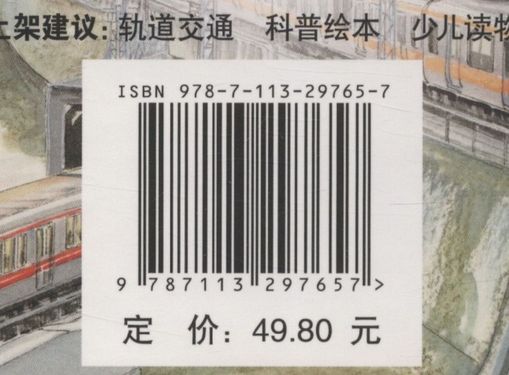 上架建议: 轨道交通 科普绘本 少儿读物
ISBN 978-7-113-29765-7
9 787113 297657 >
定 价: 49.80 元